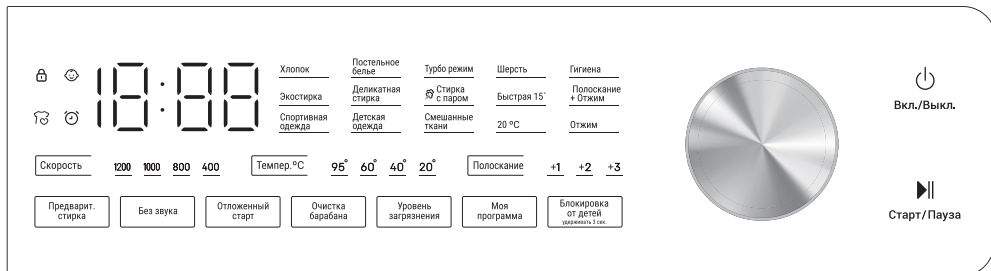 18:88
Хлопок
Постельное
белье
Турбо режим
Шерсть
Гигиена
Экостирка
Деликатная
стирка
Стирка
с паром
Быстрая 15'
Полоскание
+ Отжим
Спортивная
одежда
Детская
одежда
Смешанные
ткани
20 ºC
Отжим
Вкл./Выкл.
Скорость
1200 1000 800 400
Темпер.ºC
95° 60° 40° 20°
Полоскание
+1 +2 +3
Предварит.
стирка
Без звука
Отложенный
старт
Очистка
барабана
Уровень
загрязнения
Моя
программа
Блокировка
от детей
удерживать 3 сек.
Старт/Пауза